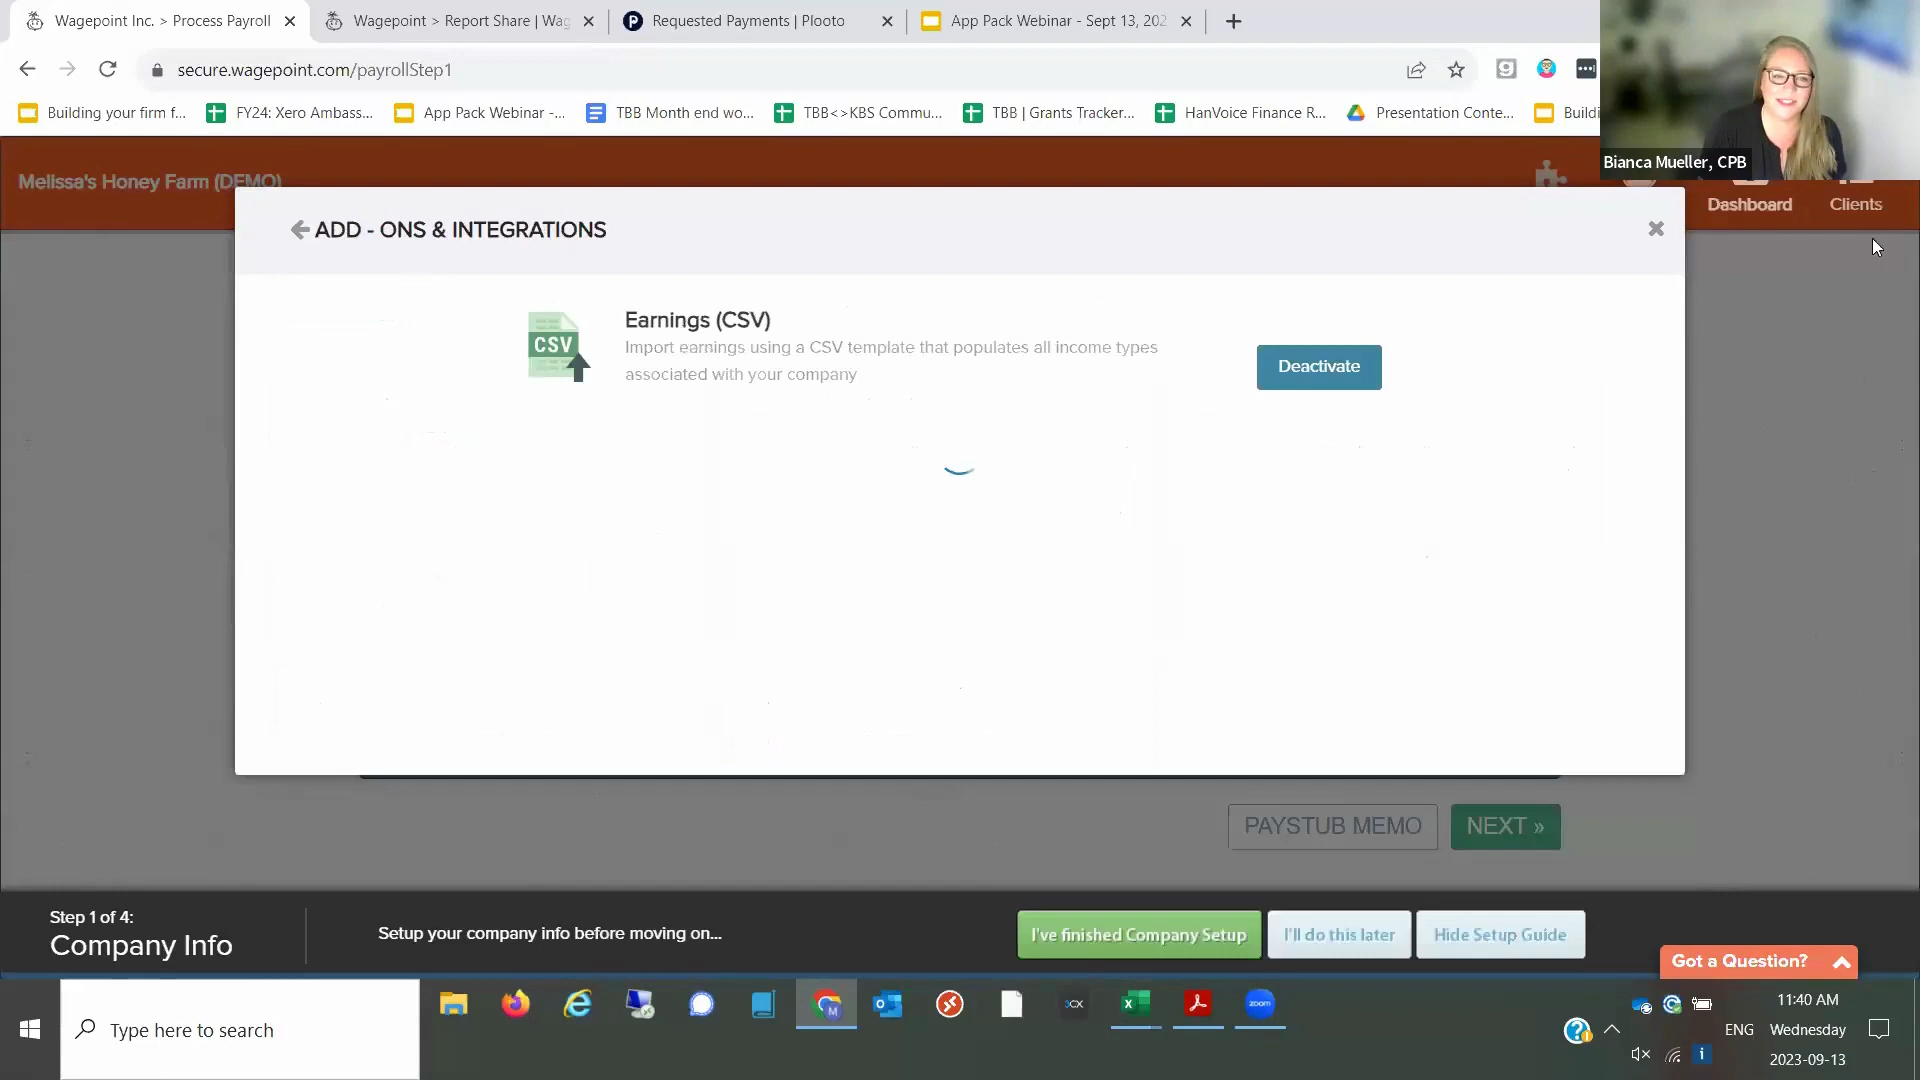 Wagepoint Inc. > Process Payroll
Wagepoint > Report Share | Wag
Requested Payments | Plooto
App Pack Webinar - Sept 13, 202
secure.wagepoint.com/payrollStep1
Building your firm f...
FY24: Xero Ambass...
App Pack Webinar -...
TBB Month end wo...
TBB<>KBS Commu...
TBB | Grants Tracker...
HanVoice Finance R...
Presentation Conte...
Buildi
Bianca Mueller, CPB
Melissa's Honey Farm (DEMO)
Dashboard
Clients
ADD - ONS & INTEGRATIONS
CSV
Earnings (CSV)
Import earnings using a CSV template that populates all income types
associated with your company
Deactivate
PAYSTUB MEMO
NEXT »
Step 1 of 4:
Company Info
Setup your company info before moving on...
I've finished Company Setup
I'll do this later
Hide Setup Guide
Got a Question?
Type here to search
3CX
zoom
11:40 AM
ENG
Wednesday
2023-09-13